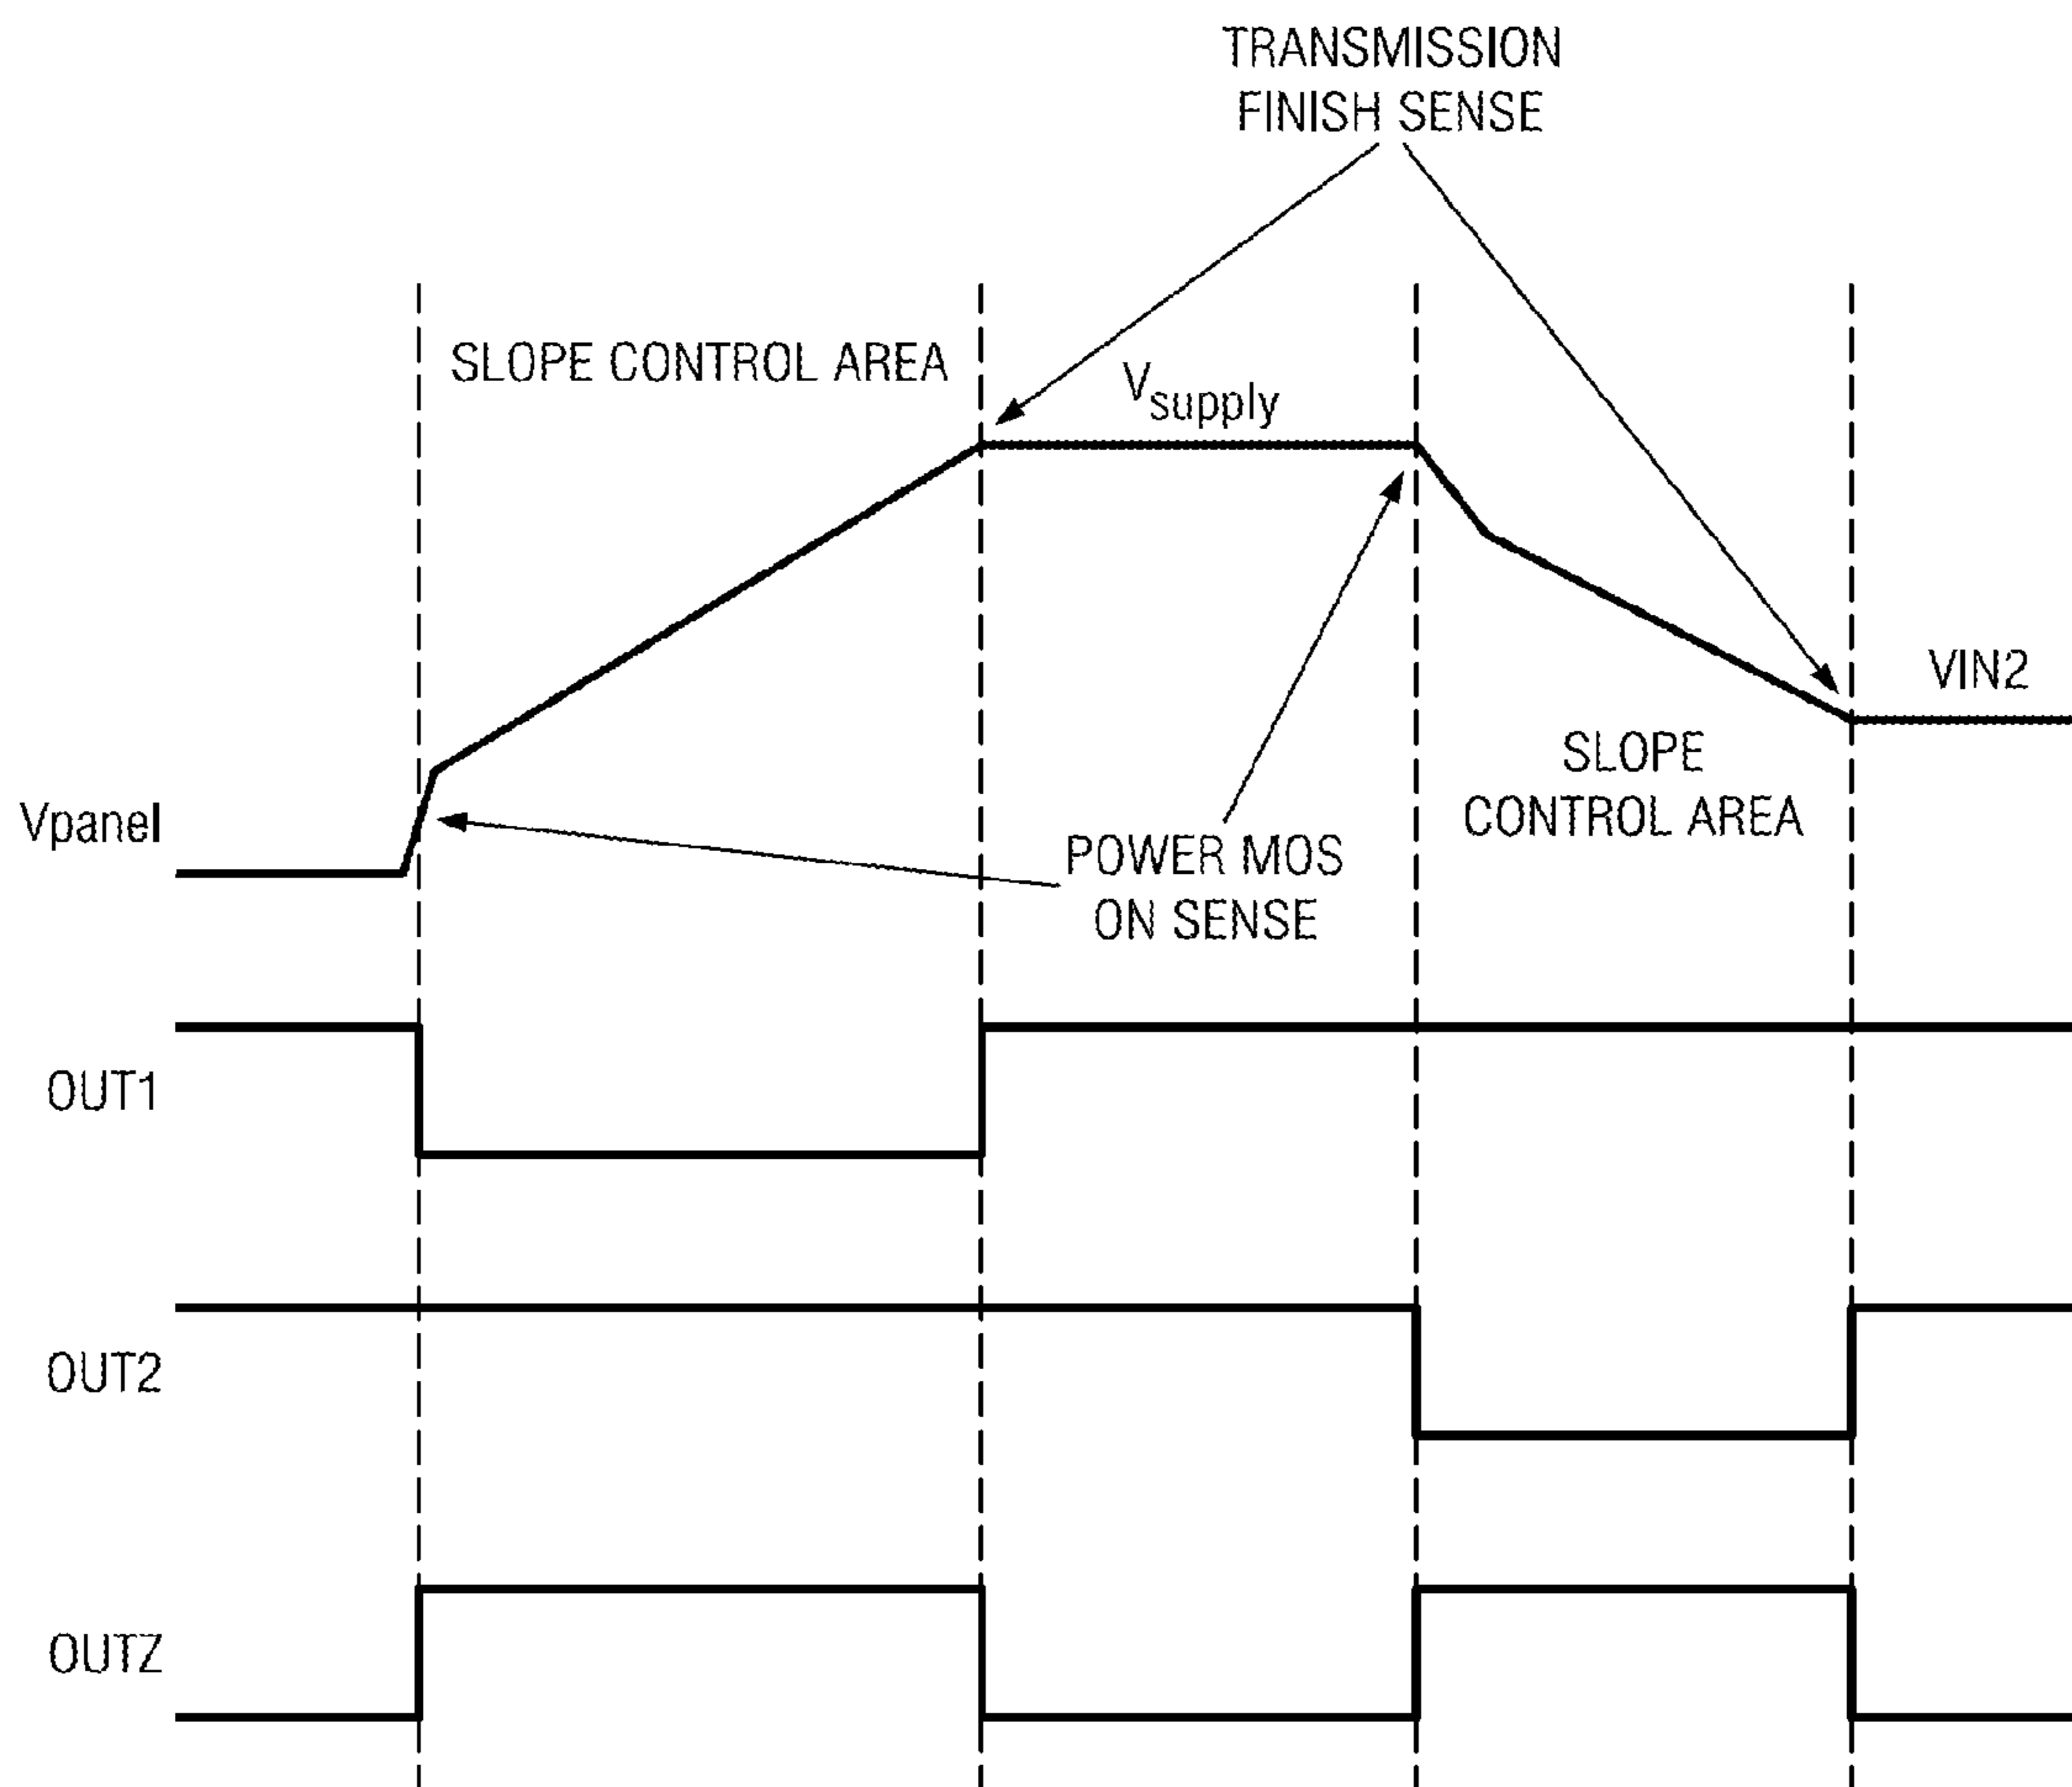 TRANSMISSION
FINISH SENSE
SLOPE CONTROL AREA
Vsupply
VIN2
SLOPE
CONTROL AREA
Vpanel
POWER MOS
ON SENSE
OUT1
OUT2
OUTZ